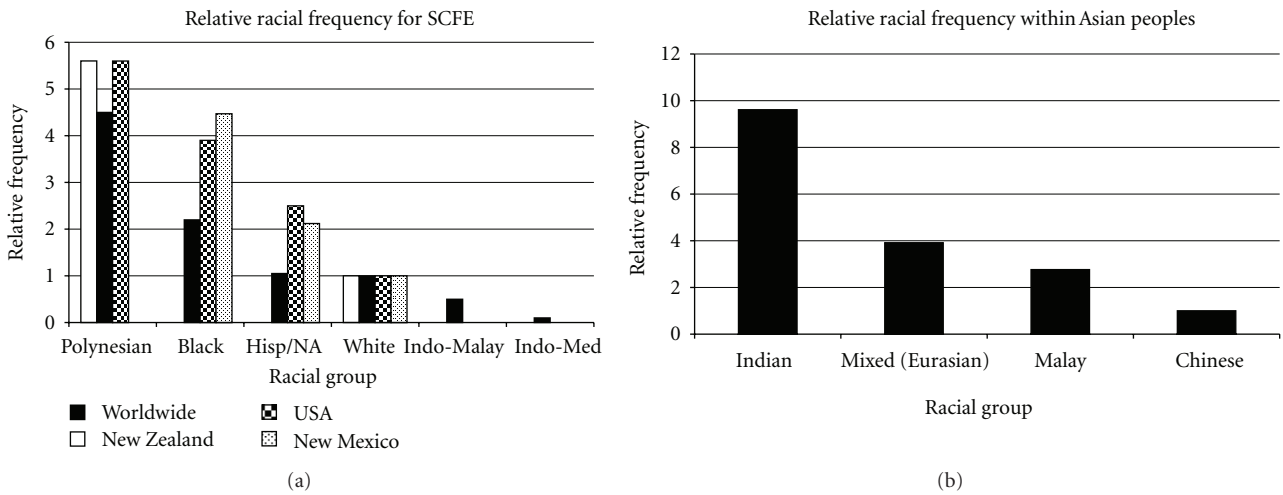 Relative racial frequency for SCFE
6
5
4
3
2
1
0
Relative frequency
Polynesian Black Hisp/NA White Indo-Malay Indo-Med
Racial group
Worldwide USA
New Zealand New Mexico
(a)
Relative racial frequency within Asian peoples
12
10
8
6
4
2
0
Relative frequency
Indian Mixed (Eurasian) Malay Chinese
Racial group
(b)